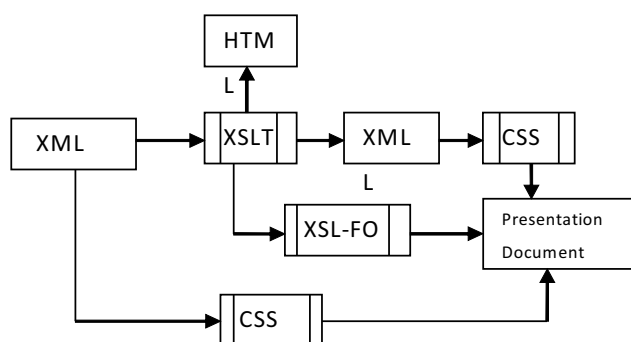 HTM
L
XML
XSLT
XML
CSS
L
XSL-FO
Presentation
Document
CSS